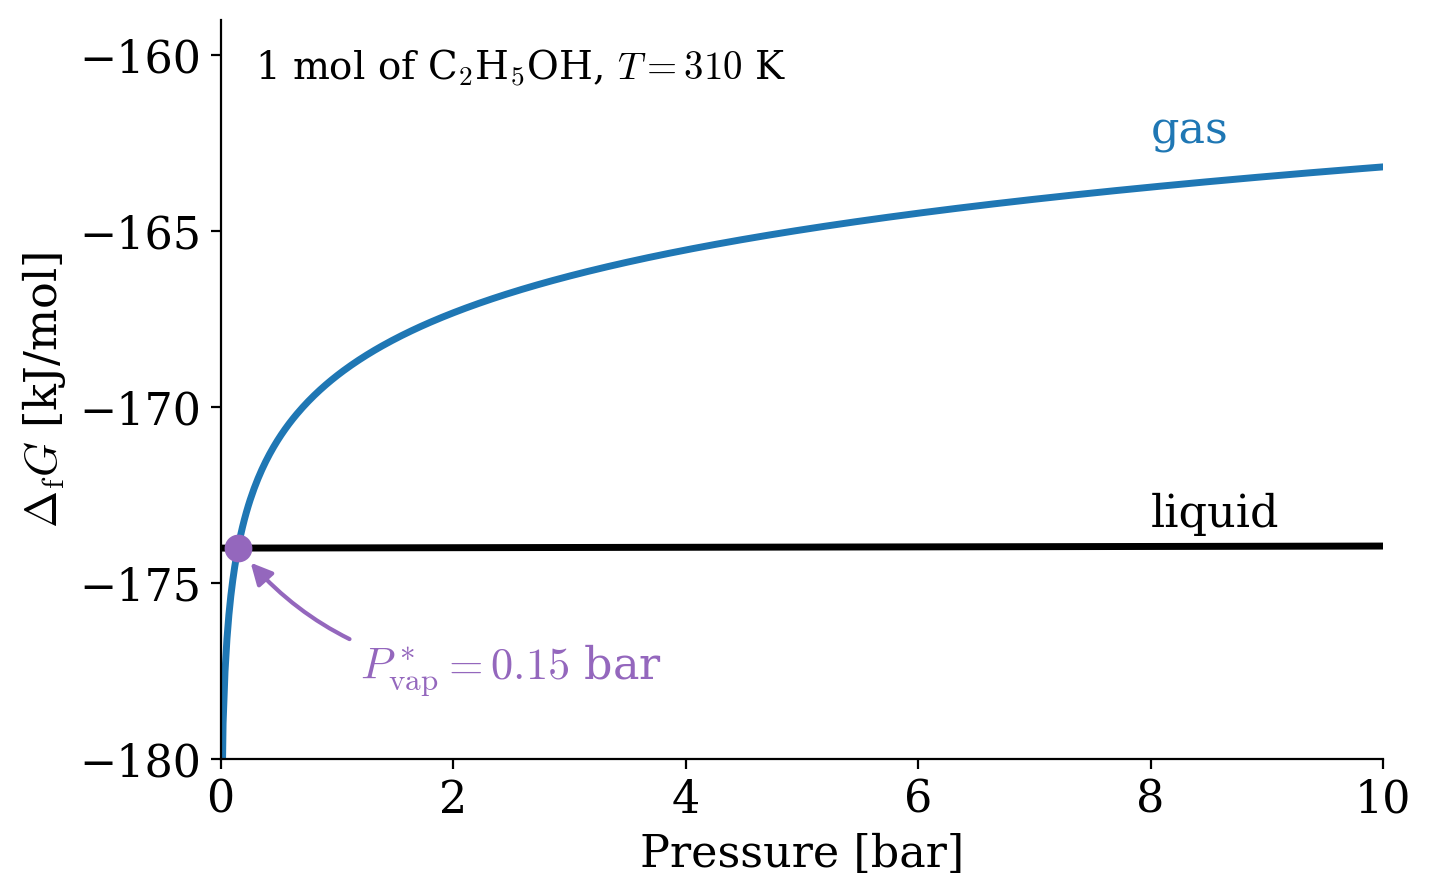 1 mol of C₂H₅OH, T = 310 K
gas
liquid
P*vap = 0.15 bar
ΔfG [kJ/mol]
−160
−165
−170
−175
−180
0 2 4 6 8 10
Pressure [bar]